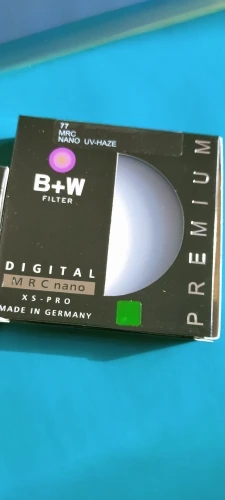 77
MRC
NANO UV-HAZE
B+W
FILTER
DIGITAL
MRC nano
XS-PRO
MADE IN GERMANY
PREMIUM